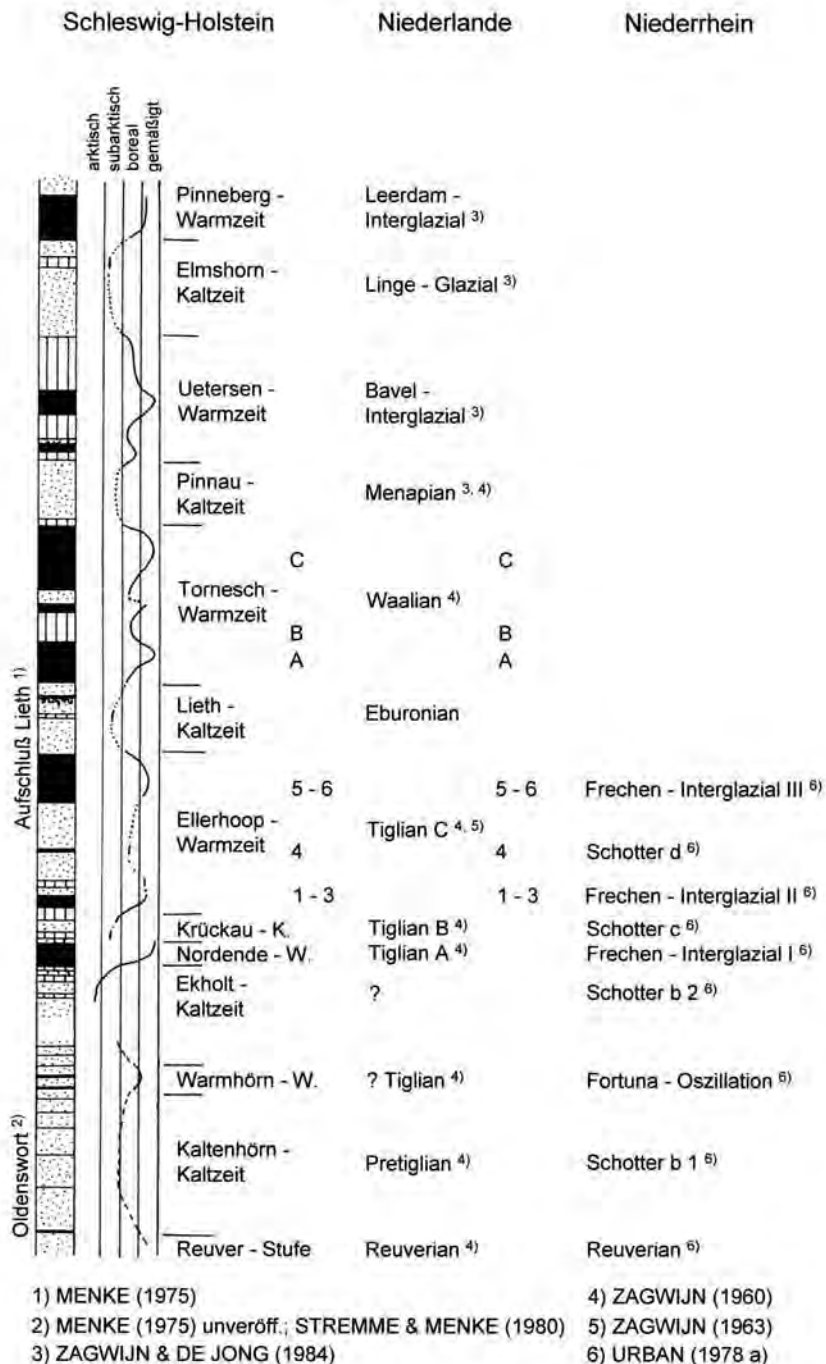 Schleswig-Holstein Niederlande Niederrhein
arktisch
subarktisch
boreal
gemäßigt
Pinneberg - Leerdam -
Warmzeit Interglazial 3)
Elmshorn -
Kaltzeit Linge - Glazial 3)
Uetersen - Bavel -
Warmzeit Interglazial 3)
Pinnau -
Kaltzeit Menapian 3, 4)
C C
Tornesch -
Warmzeit Waalian 4)
B B
A A
Lieth -
Kaltzeit Eburonian
Aufschluß Lieth 1)
5 - 6 5 - 6 Frechen - Interglazial III 6)
Ellerhoop -
Warmzeit Tiglian C 4, 5)
4 4 Schotter d 6)
1 - 3 1 - 3 Frechen - Interglazial II 6)
Krückau - K. Tiglian B 4) Schotter c 6)
Nordende - W. Tiglian A 4) Frechen - Interglazial I 6)
Ekholt -
Kaltzeit ? Schotter b 2 6)
Warmhörn - W. ? Tiglian 4) Fortuna - Oszillation 6)
Oldenswort 2)
Kaltenhörn -
Kaltzeit Pretiglian 4) Schotter b 1 6)
Reuver - Stufe Reuverian 4) Reuverian 6)
1) MENKE (1975) 4) ZAGWIJN (1960)
2) MENKE (1975) unveröff.; STREMME & MENKE (1980) 5) ZAGWIJN (1963)
3) ZAGWIJN & DE JONG (1984) 6) URBAN (1978 a)